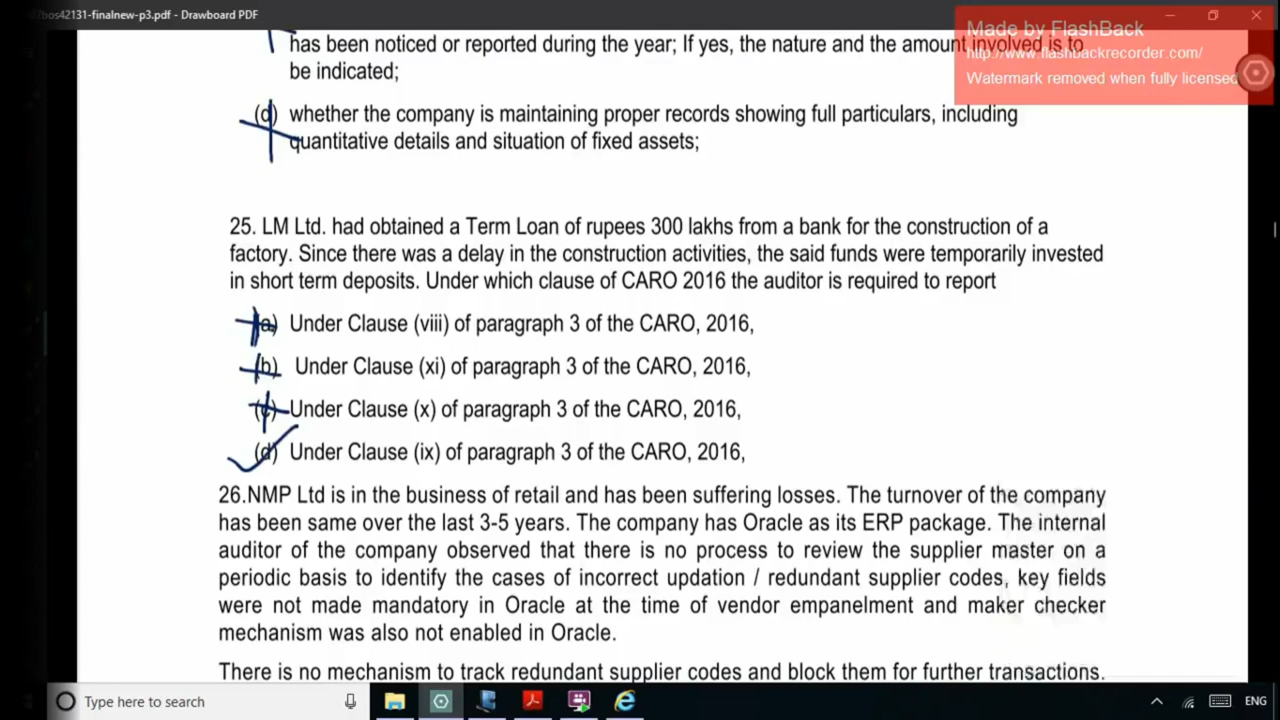 bos42131-finalnew-p3.pdf - Drawboard PDF
Made by FlashBack
http://www.flashbackrecorder.com/
Watermark removed when fully licensed
has been noticed or reported during the year; If yes, the nature and the amount involved is to
be indicated;
(d) whether the company is maintaining proper records showing full particulars, including
quantitative details and situation of fixed assets;
25. LM Ltd. had obtained a Term Loan of rupees 300 lakhs from a bank for the construction of a
factory. Since there was a delay in the construction activities, the said funds were temporarily invested
in short term deposits. Under which clause of CARO 2016 the auditor is required to report
(a) Under Clause (viii) of paragraph 3 of the CARO, 2016,
(b) Under Clause (xi) of paragraph 3 of the CARO, 2016,
(c) Under Clause (x) of paragraph 3 of the CARO, 2016,
(d) Under Clause (ix) of paragraph 3 of the CARO, 2016,
26.NMP Ltd is in the business of retail and has been suffering losses. The turnover of the company
has been same over the last 3-5 years. The company has Oracle as its ERP package. The internal
auditor of the company observed that there is no process to review the supplier master on a
periodic basis to identify the cases of incorrect updation / redundant supplier codes, key fields
were not made mandatory in Oracle at the time of vendor empanelment and maker checker
mechanism was also not enabled in Oracle.
There is no mechanism to track redundant supplier codes and block them for further transactions.
Type here to search
ENG